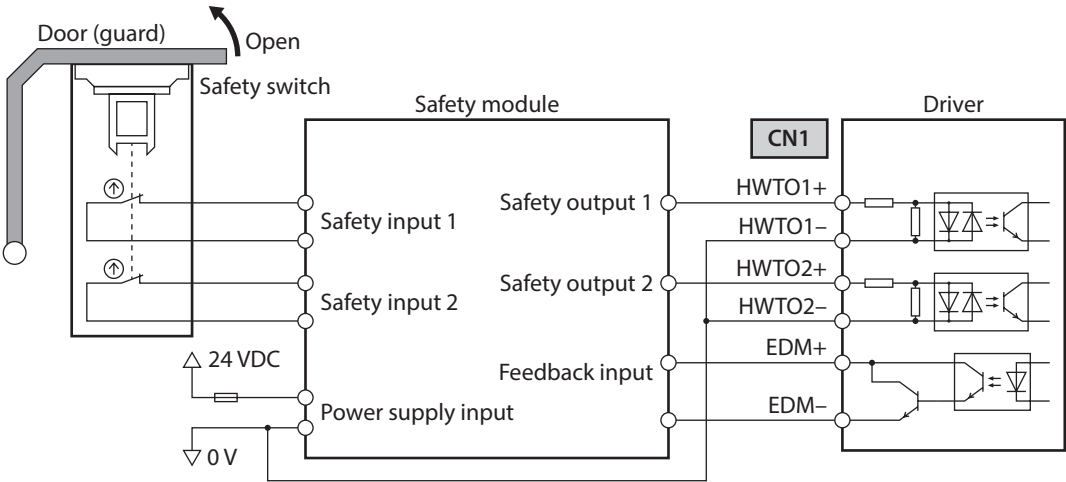 Door (guard)
Open
Safety switch
Safety module
Driver
CN1
HWTO1+
Safety output 1
Safety input 1
HWTO1−
HWTO2+
Safety output 2
Safety input 2
HWTO2−
EDM+
24 VDC
Feedback input
EDM−
Power supply input
0 V